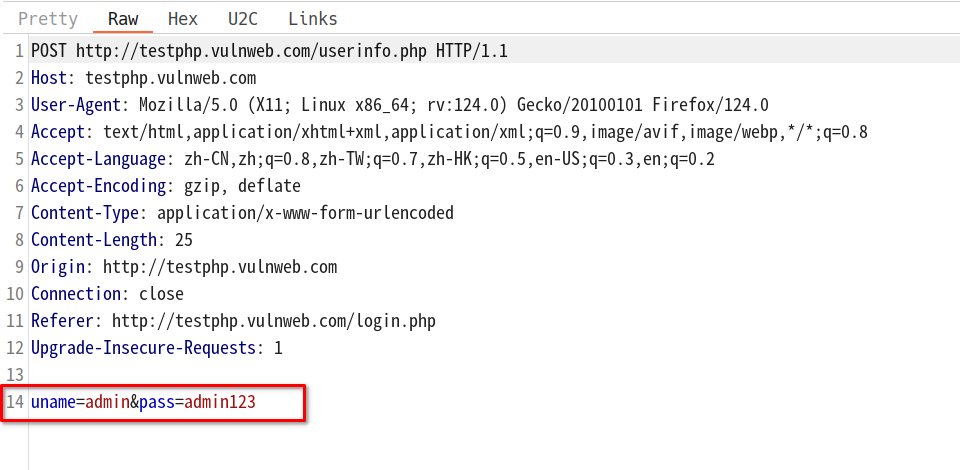 Pretty Raw Hex U2C Links
1 POST http://testphp.vulnweb.com/userinfo.php HTTP/1.1
2 Host: testphp.vulnweb.com
3 User-Agent: Mozilla/5.0 (X11; Linux x86_64; rv:124.0) Gecko/20100101 Firefox/124.0
4 Accept: text/html,application/xhtml+xml,application/xml;q=0.9,image/avif,image/webp,*/*;q=0.8
5 Accept-Language: zh-CN,zh;q=0.8,zh-TW;q=0.7,zh-HK;q=0.5,en-US;q=0.3,en;q=0.2
6 Accept-Encoding: gzip, deflate
7 Content-Type: application/x-www-form-urlencoded
8 Content-Length: 25
9 Origin: http://testphp.vulnweb.com
10 Connection: close
11 Referer: http://testphp.vulnweb.com/login.php
12 Upgrade-Insecure-Requests: 1
13
14 uname=admin&pass=admin123